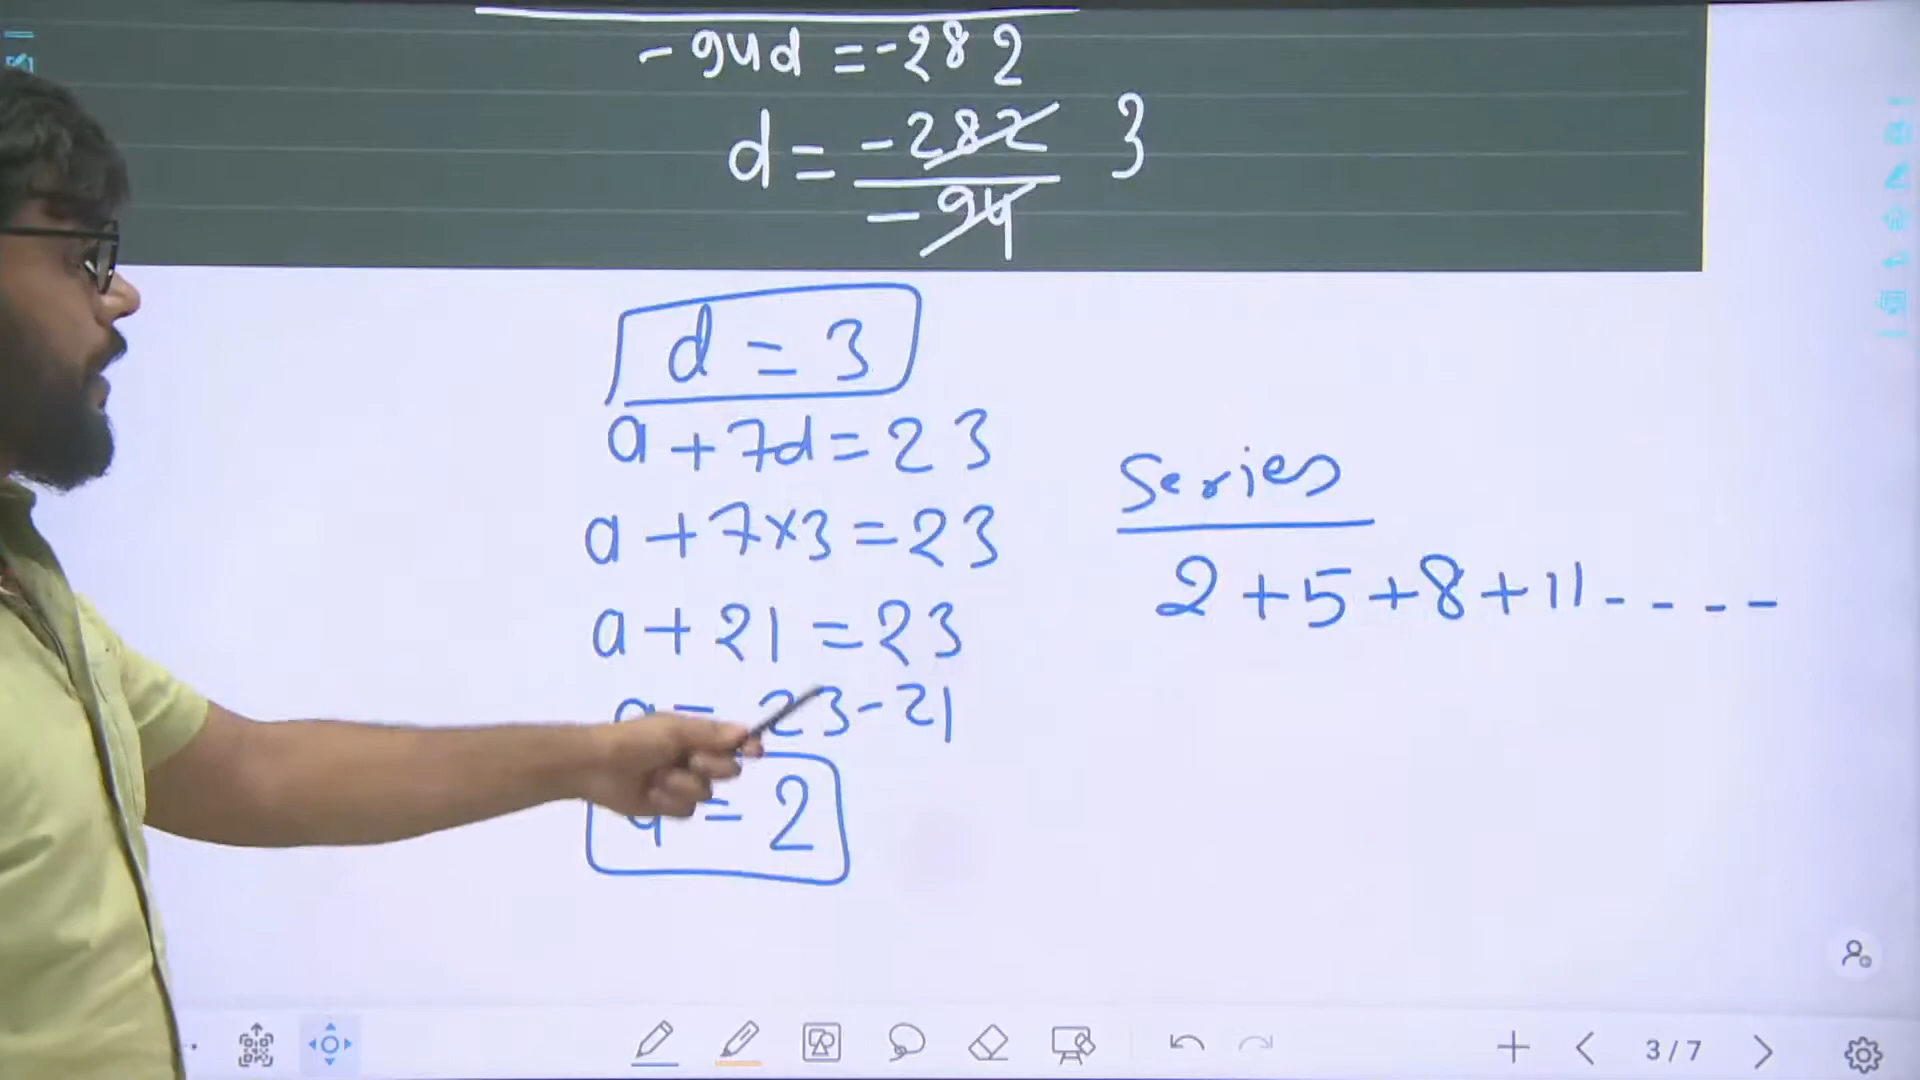 -94d = -282
d = -282 / -94 3
d = 3
a + 7d = 23
a + 7×3 = 23
a + 21 = 23
a = 23 - 21
a = 2
Series
2 + 5 + 8 + 11 - - - -
3/7